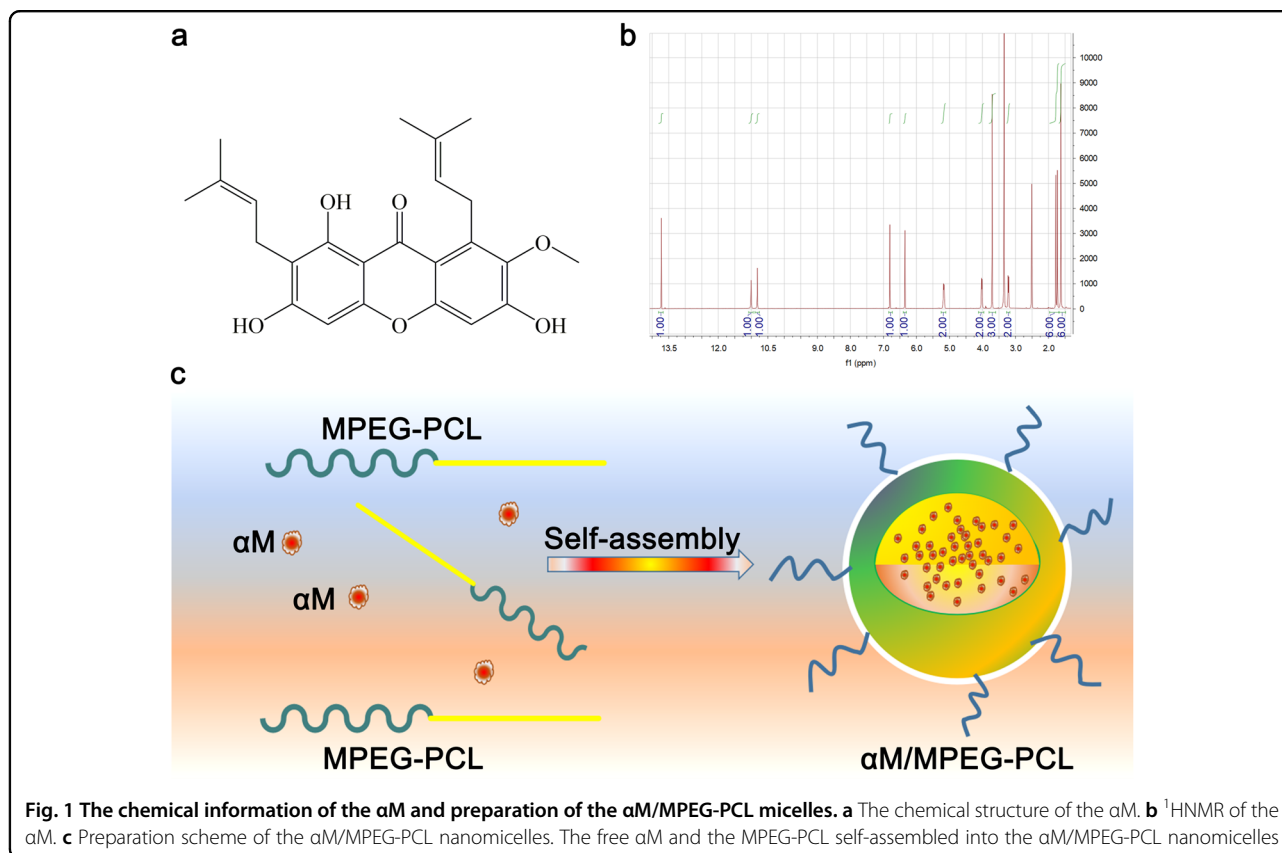 a
b
OH
O
O
HO
O
OH
10000
9000
8000
7000
6000
5000
4000
3000
2000
1000
0
1.00
1.00
1.00
1.00
1.00
2.00
2.00
3.00
2.00
6.00
6.00
13.5 12.0 10.5 9.0 8.0 7.0 6.0 5.0 4.0 3.0 2.0
f1 (ppm)
c
MPEG-PCL
αM
αM
Self-assembly
MPEG-PCL
αM/MPEG-PCL
Fig. 1 The chemical information of the αM and preparation of the αM/MPEG-PCL micelles. a The chemical structure of the αM. b ¹HNMR of the
αM. c Preparation scheme of the αM/MPEG-PCL nanomicelles. The free αM and the MPEG-PCL self-assembled into the αM/MPEG-PCL nanomicelles